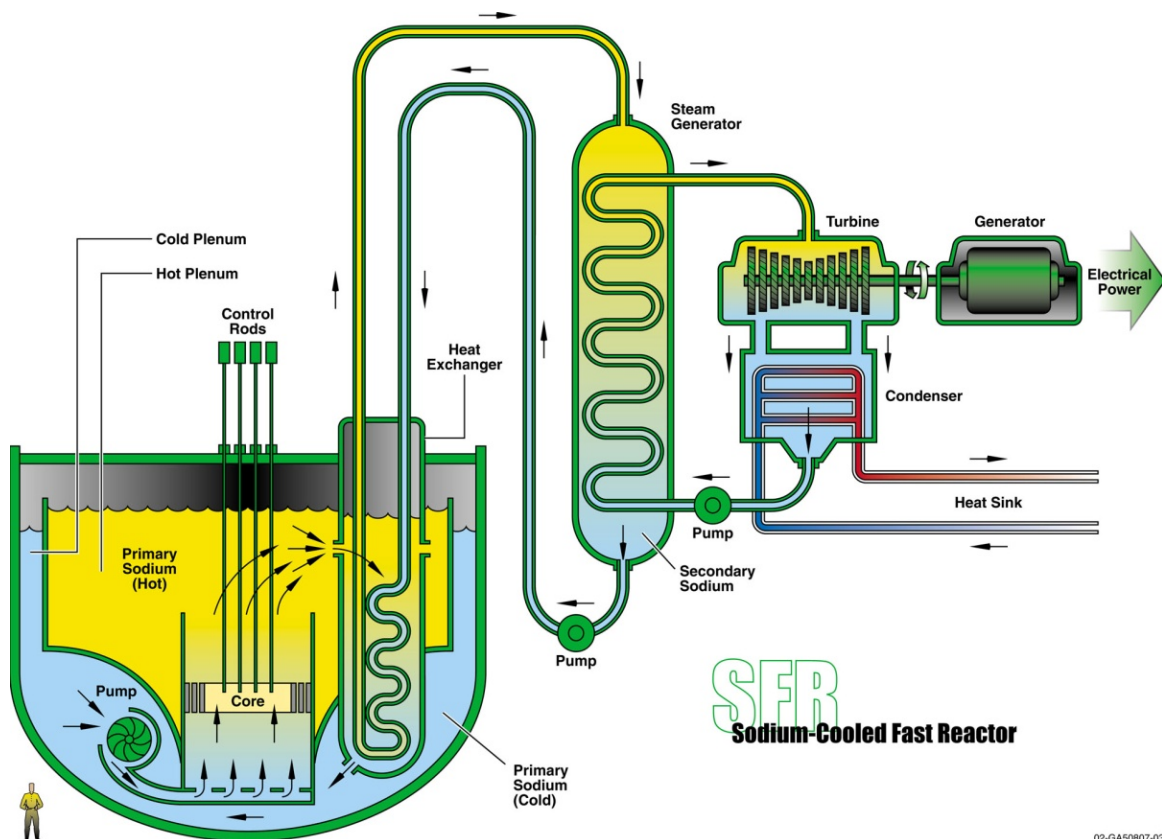 Steam
Generator
Cold Plenum
Hot Plenum
Control
Rods
Heat
Exchanger
Turbine
Generator
Electrical
Power
Condenser
Heat Sink
Pump
Primary
Sodium
(Hot)
Secondary
Sodium
Pump
Pump
Core
Primary
Sodium
(Cold)
SFR
Sodium-Cooled Fast Reactor